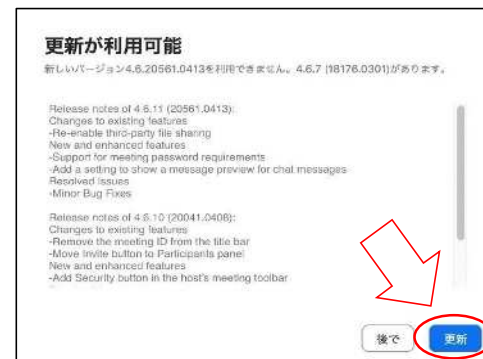 更新が利用可能
新しいバージョン4.6.20561.0413を利用できません。4.6.7 (18176.0301)があります。
Release notes of 4.6.11 (20561.0413):
Changes to existing features
-Re-enable third-party file sharing
New and enhanced features
-Support for meeting password requirements
-Add a setting to show a message preview for chat messages
Resolved Issues
-Minor Bug Fixes
Release notes of 4.6.10 (20041.0408):
Changes to existing features
-Remove the meeting ID from the title bar
-Move Invite button to Participants panel
New and enhanced features
-Add Security button in the host's meeting toolbar
後で
更新